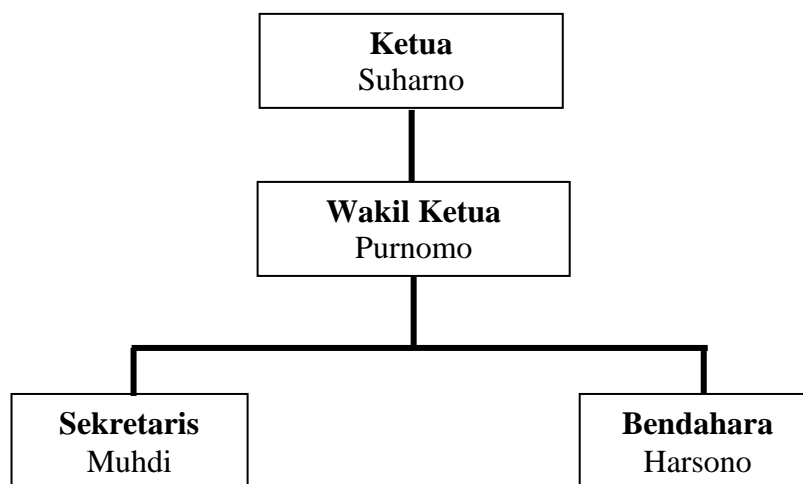 Ketua
Suharno
Wakil Ketua
Purnomo
Sekretaris
Muhdi
Bendahara
Harsono